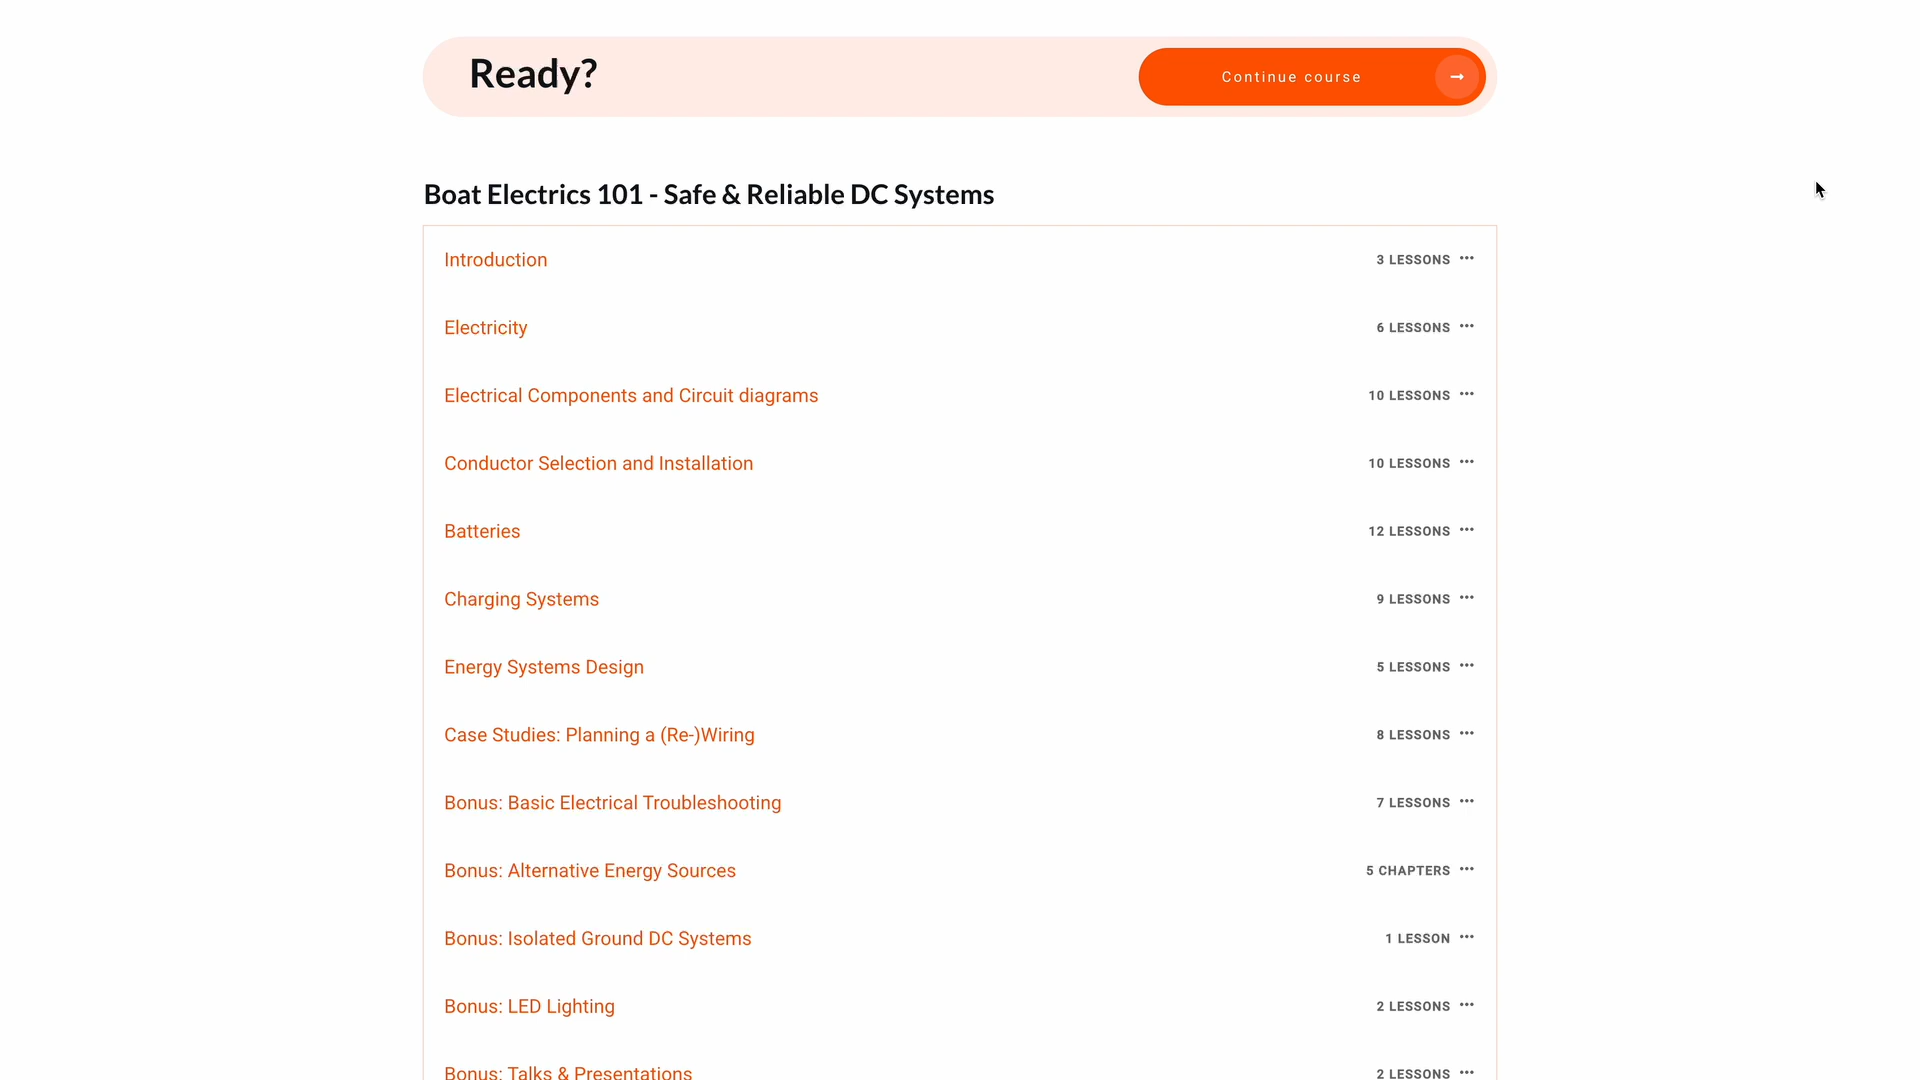 Ready?
Continue course
Boat Electrics 101 - Safe & Reliable DC Systems
Introduction 3 LESSONS
Electricity 6 LESSONS
Electrical Components and Circuit diagrams 10 LESSONS
Conductor Selection and Installation 10 LESSONS
Batteries 12 LESSONS
Charging Systems 9 LESSONS
Energy Systems Design 5 LESSONS
Case Studies: Planning a (Re-)Wiring 8 LESSONS
Bonus: Basic Electrical Troubleshooting 7 LESSONS
Bonus: Alternative Energy Sources 5 CHAPTERS
Bonus: Isolated Ground DC Systems 1 LESSON
Bonus: LED Lighting 2 LESSONS
Bonus: Talks & Presentations 2 LESSONS